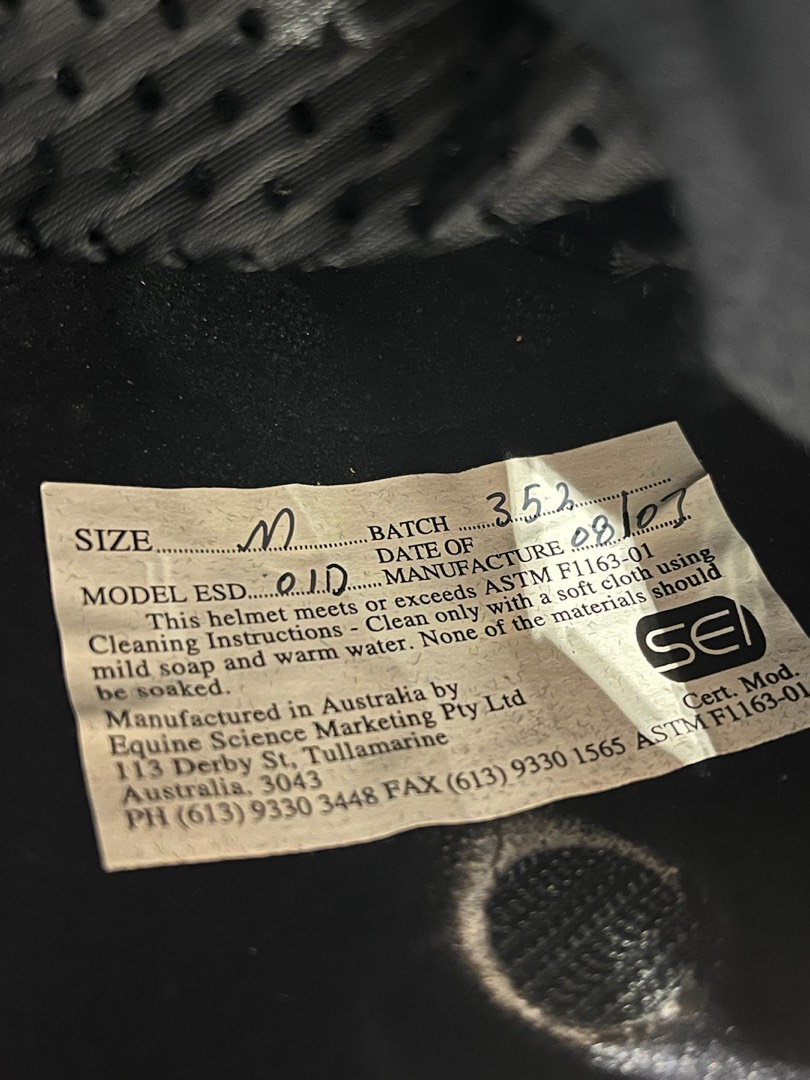 SIZE M BATCH 352
MODEL ESD 01D DATE OF MANUFACTURE 08/07
This helmet meets or exceeds ASTM F1163-01
Cleaning Instructions - Clean only with a soft cloth using
mild soap and warm water. None of the materials should
be soaked.
Manufactured in Australia by
Equine Science Marketing Pty Ltd
113 Derby St, Tullamarine
Australia. 3043
PH (613) 9330 3448 FAX (613) 9330 1565
SEI
Cert. Mod.
ASTM F1163-01